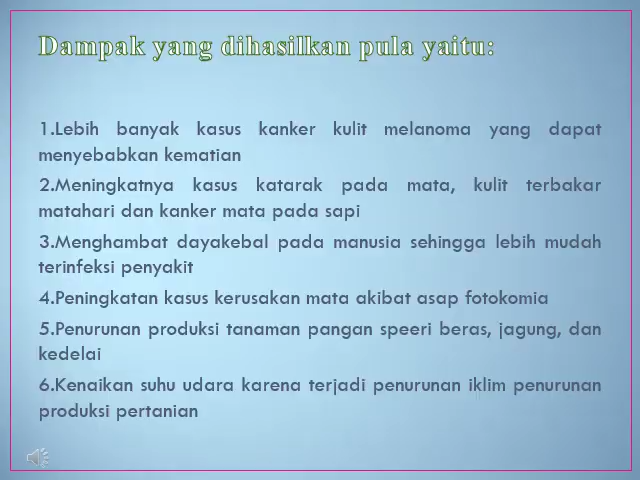 Dampak yang dihasilkan pula yaitu:
1.Lebih banyak kasus kanker kulit melanoma yang dapat
menyebabkan kematian
2.Meningkatnya kasus katarak pada mata, kulit terbakar
matahari dan kanker mata pada sapi
3.Menghambat dayakebal pada manusia sehingga lebih mudah
terinfeksi penyakit
4.Peningkatan kasus kerusakan mata akibat asap fotokomia
5.Penurunan produksi tanaman pangan speeri beras, jagung, dan
kedelai
6.Kenaikan suhu udara karena terjadi penurunan iklim penurunan
produksi pertanian